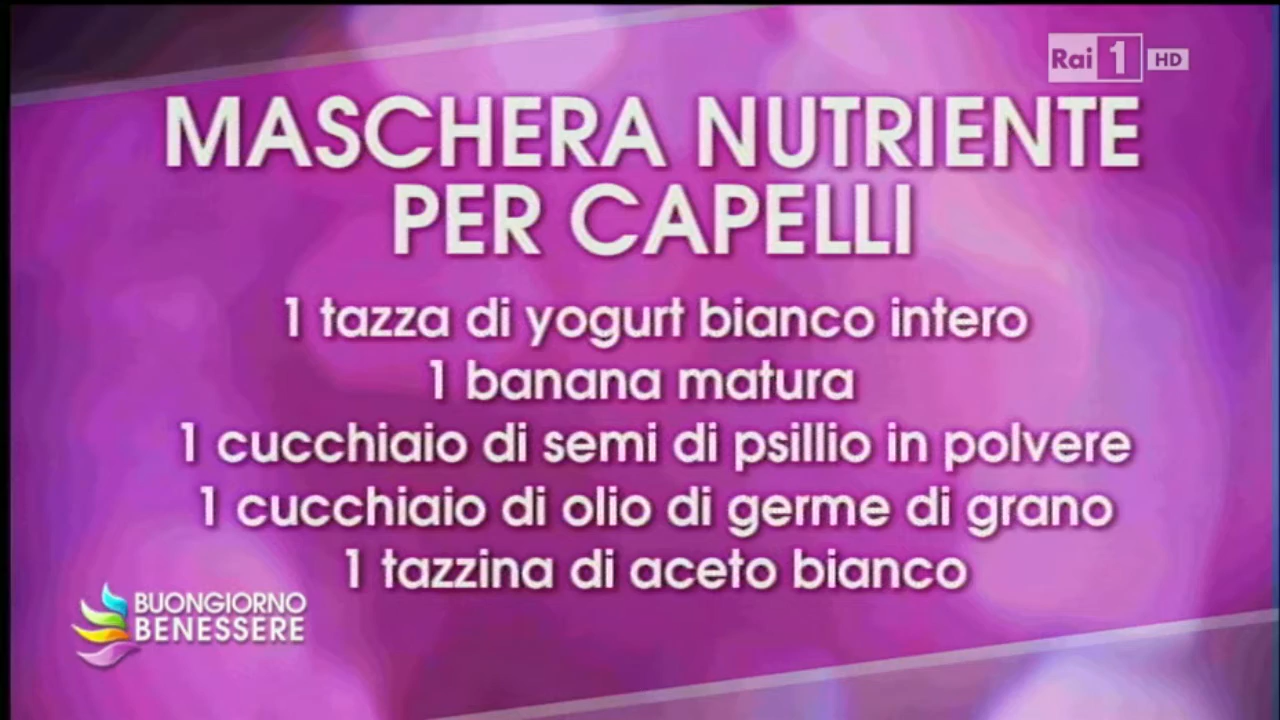 Rai 1 HD
MASCHERA NUTRIENTE
PER CAPELLI
1 tazza di yogurt bianco intero
1 banana matura
1 cucchiaio di semi di psillio in polvere
1 cucchiaio di olio di germe di grano
1 tazzina di aceto bianco
BUONGIORNO
BENESSERE